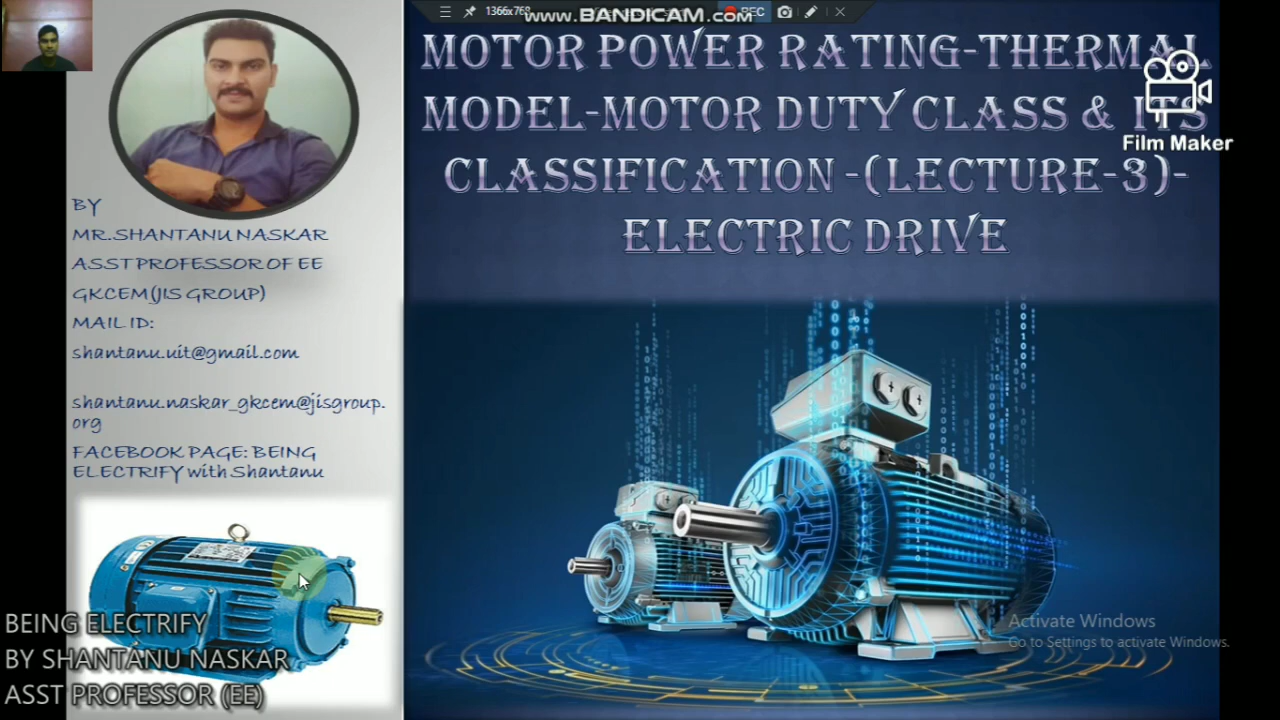 1366x768
www.BANDICAM.com
REC
MOTOR POWER RATING-THERMAL
MODEL-MOTOR DUTY CLASS & ITS
CLASSIFICATION -(LECTURE-3)-
ELECTRIC DRIVE
Film Maker
BY
MR.SHANTANU NASKAR
ASST PROFESSOR OF EE
GKCEM(JIS GROUP)
MAIL ID:
shantanu.uit@gmail.com
shantanu.naskar_gkcem@jisgroup.
org
FACEBOOK PAGE: BEING
ELECTRIFY with Shantanu
BEING ELECTRIFY
BY SHANTANU NASKAR
ASST PROFESSOR (EE)
Activate Windows
Go to Settings to activate Windows.